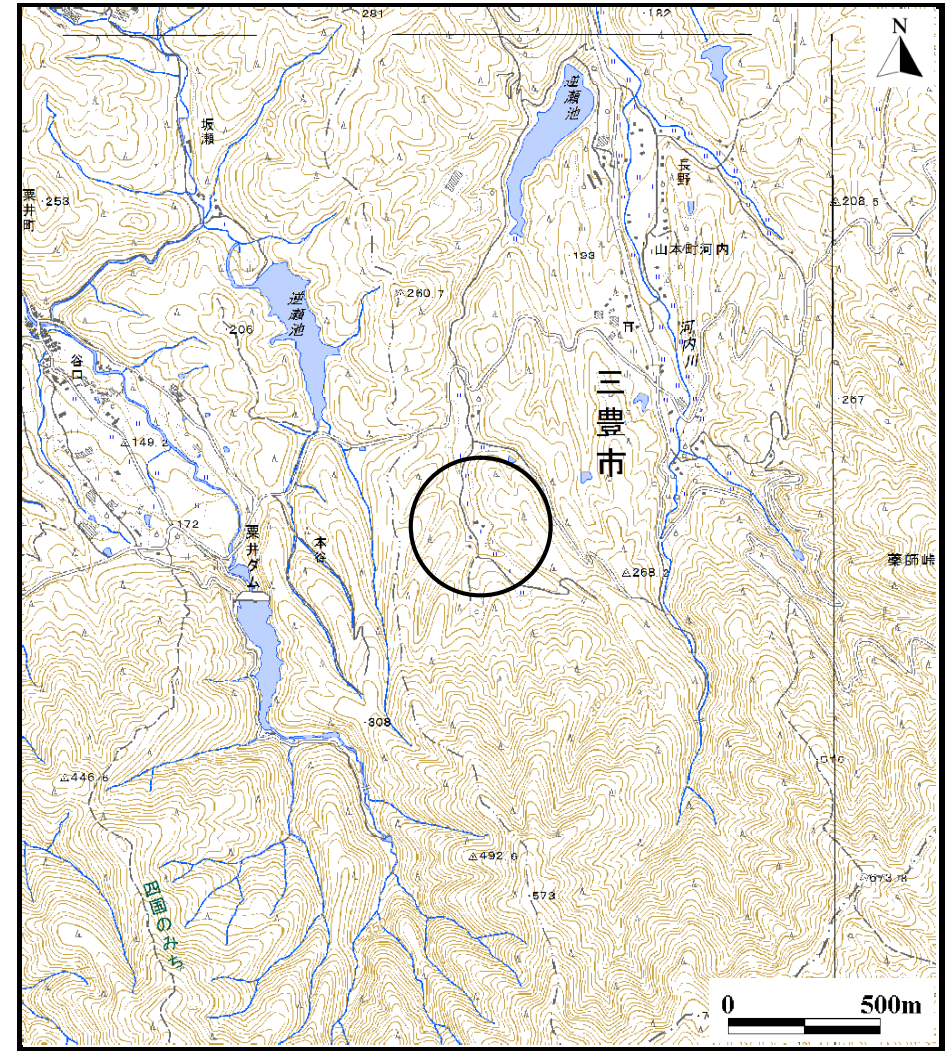 281
182
N
逆瀬池
坂瀬
長野
粟井町
253
208.5
山本町河内
193
260.7
逆瀬池
206
河内川
谷口
三豊市
267
149.2
172
粟井ダム
本谷
268.2
薬師峠
308
446.6
492.6
573
673.8
四国のみち
0 500m